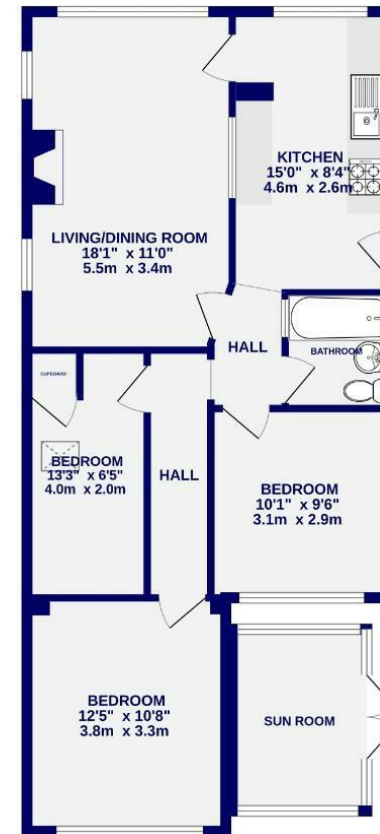 KITCHEN
15'0" x 8'4"
4.6m x 2.6m
LIVING/DINING ROOM
18'1" x 11'0"
5.5m x 3.4m
HALL
BATHROOM
CUPBOARD
BEDROOM
13'3" x 6'5"
4.0m x 2.0m
HALL
BEDROOM
10'1" x 9'6"
3.1m x 2.9m
BEDROOM
12'5" x 10'8"
3.8m x 3.3m
SUN ROOM